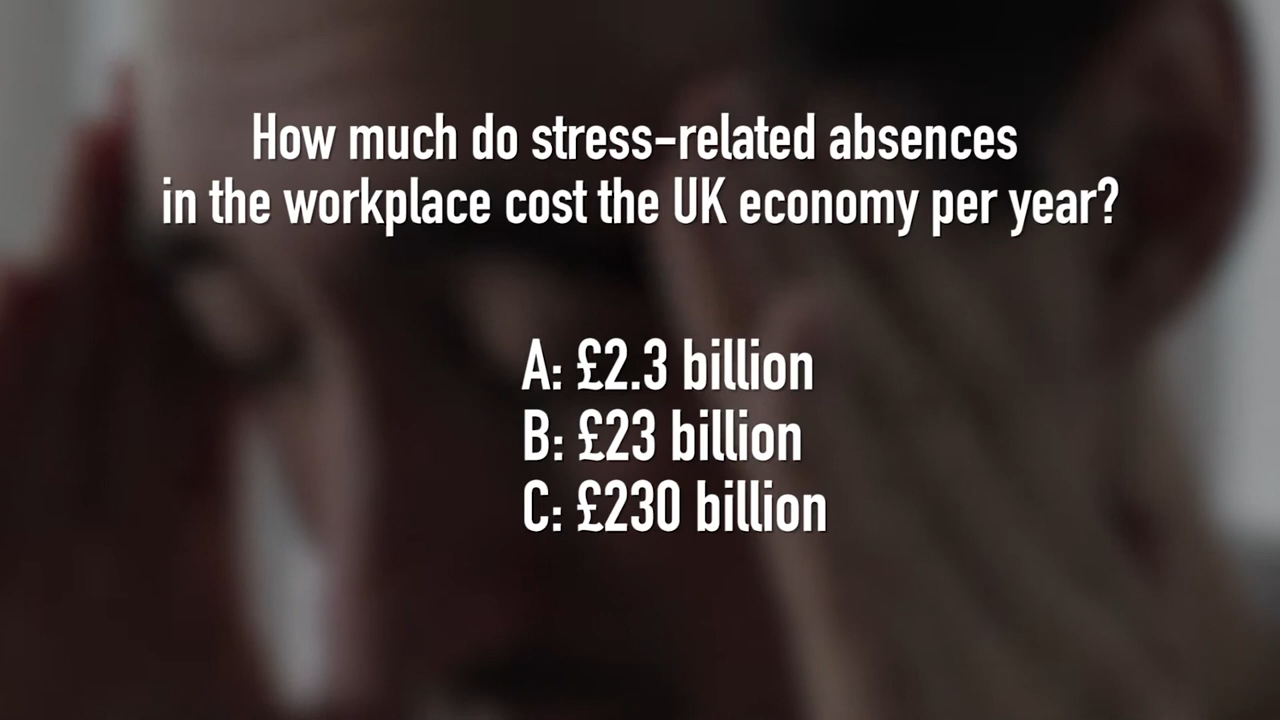 How much do stress-related absences
in the workplace cost the UK economy per year?
A: £2.3 billion
B: £23 billion
C: £230 billion